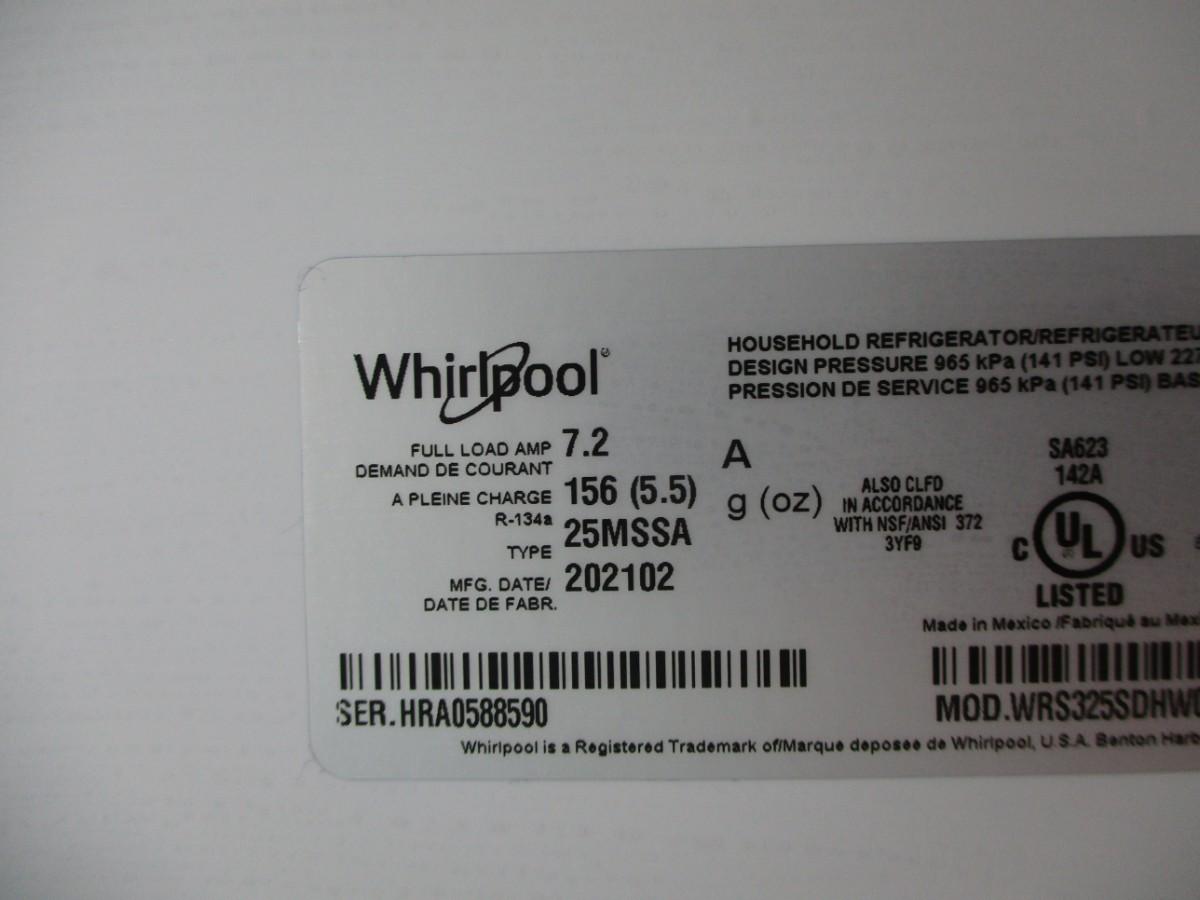 Whirlpool®
HOUSEHOLD REFRIGERATOR/REFRIGERATEU
DESIGN PRESSURE 965 kPa (141 PSI) LOW 22
PRESSION DE SERVICE 965 kPa (141 PSI) BAS
FULL LOAD AMP 7.2 A
DEMAND DE COURANT
A PLEINE CHARGE 156 (5.5) g (oz)
R-134a
TYPE 25MSSA
MFG. DATE/ 202102
DATE DE FABR.
ALSO CLFD
IN ACCORDANCE
WITH NSF/ANSI 372
3YF9
SA623
142A
C UL US
LISTED
Made in Mexico /Fabriqué au Mex
SER.HRA0588590
MOD.WRS325SDHW
Whirlpool is a Registered Trademark of/Marque deposee de Whirlpool, U.S.A. Benton Harb